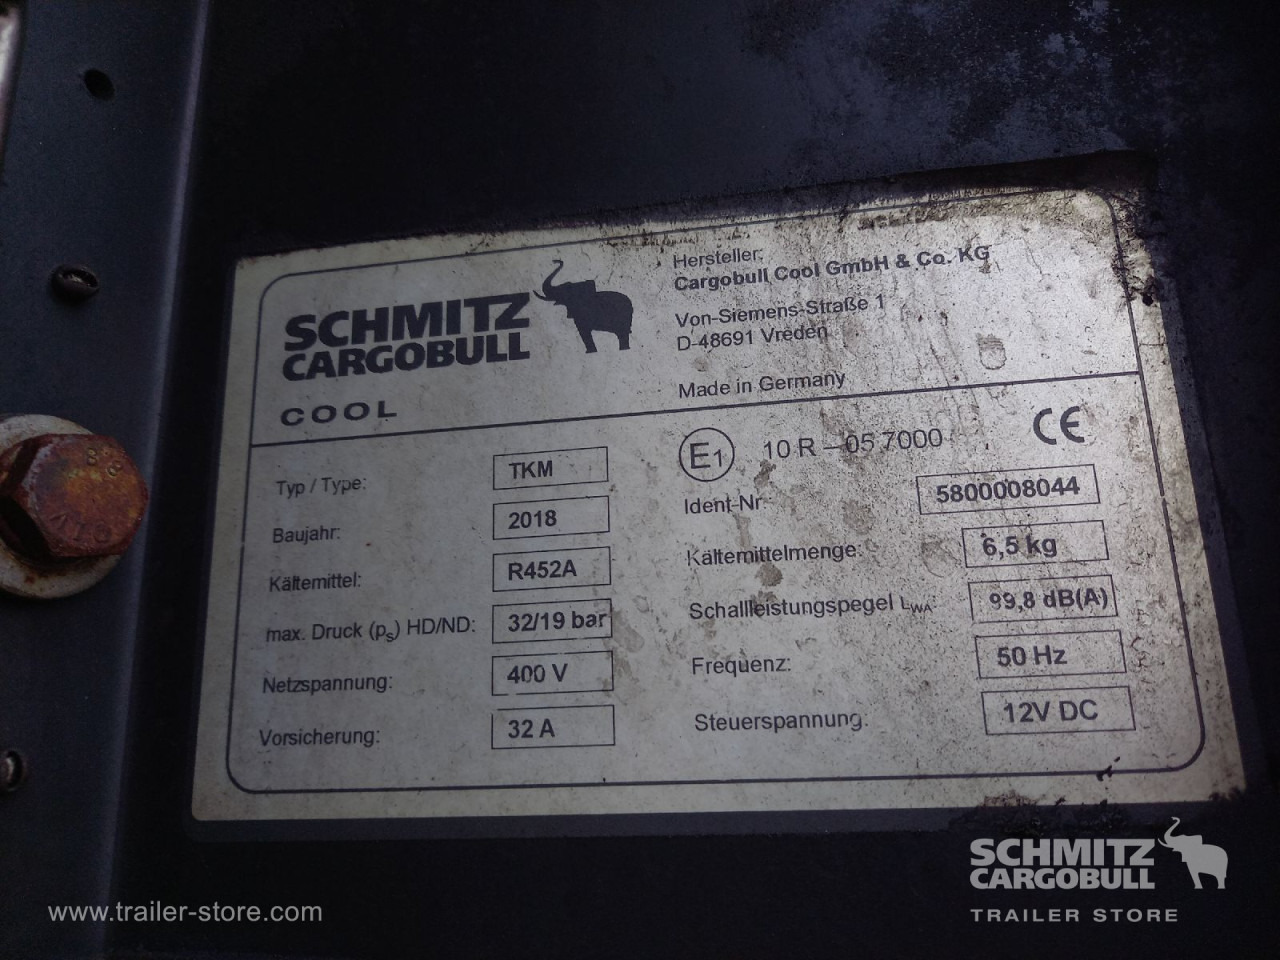 SCHMITZ
CARGOBULL
COOL
Hersteller:
Cargobull Cool GmbH & Co. KG
Von-Siemens-Straße 1
D-48691 Vreden
Made in Germany
Typ / Type: TKM
Baujahr: 2018
Kältemittel: R452A
max. Druck (ps) HD/ND: 32/19 bar
Netzspannung: 400 V
Vorsicherung: 32 A
E1 10 R - 05 7000 CE
Ident-Nr 5800008044
Kältemittelmenge: 6,5 kg
Schallleistungspegel LWA: 99,8 dB(A)
Frequenz: 50 Hz
Steuerspannung: 12V DC
8.8
www.trailer-store.com
SCHMITZ
CARGOBULL
TRAILER STORE